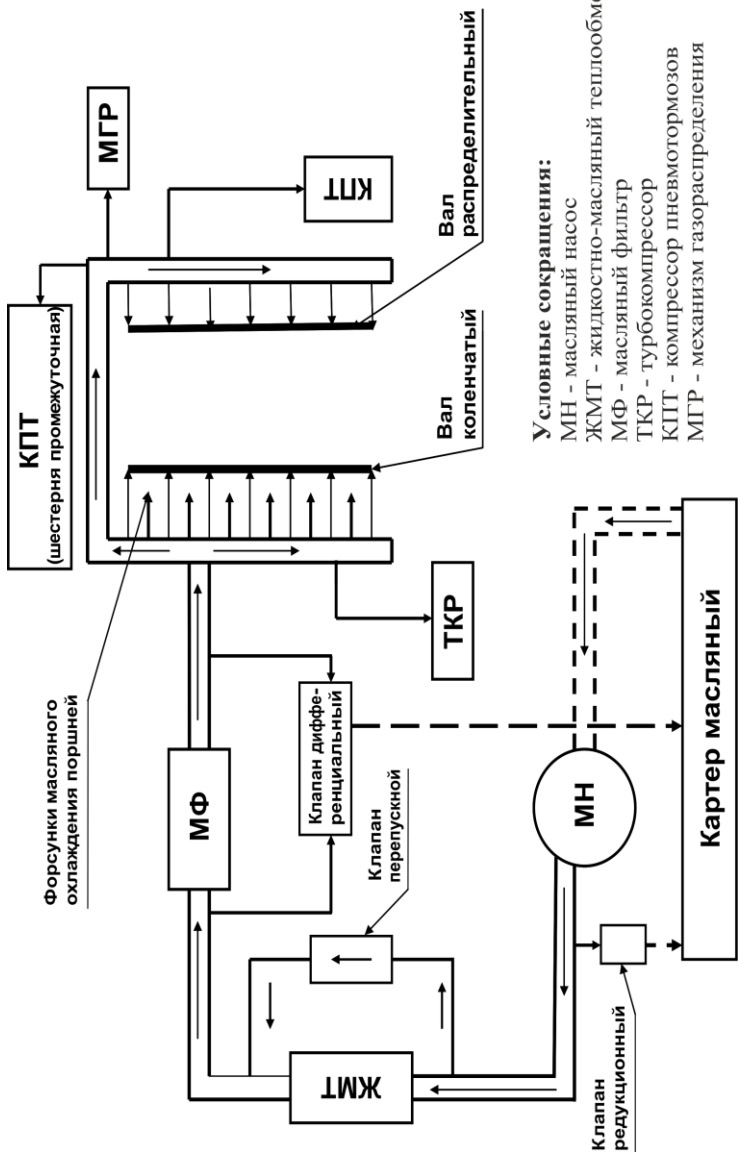 КПТ
(шестерня промежуточная)
Форсунки масляного
охлаждения поршней
МГР
МФ
КПТ
Клапан диффе-
ренциальный
Клапан
перепускной
ЖМТ
ТКР
Вал
коленчатый
Вал
распределительный
МН
Клапан
редукционный
Картер масляный
Условные сокращения:
МН - масляный насос
ЖМТ - жидкостно-масляный теплообме
МФ - масляный фильтр
ТКР - турбокомпрессор
КПТ - компрессор пневмотормозов
МГР - механизм газораспределения